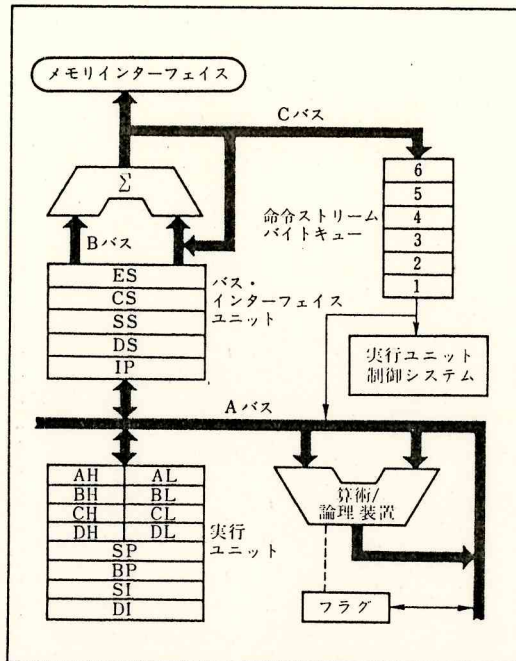 メモリインターフェイス
Cバス
Σ
Bバス
6
5
4
3
2
1
命令ストリーム
バイトキュー
ES
CS
SS
DS
IP
バス・
インターフェイス
ユニット
実行ユニット
制御システム
Aバス
AH AL
BH BL
CH CL
DH DL
SP
BP
SI
DI
実行
ユニット
算術/
論理装置
フラグ